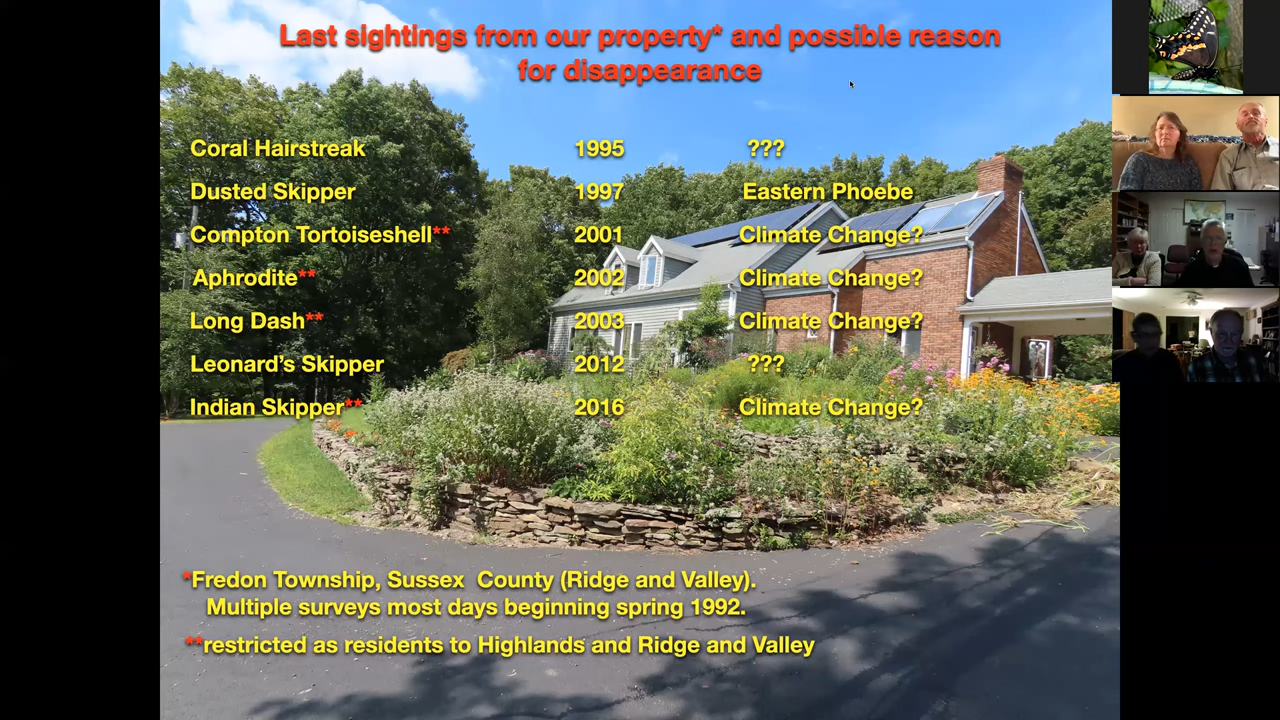 Last sightings from our property* and possible reason
for disappearance
Coral Hairstreak 1995 ???
Dusted Skipper 1997 Eastern Phoebe
Compton Tortoiseshell** 2001 Climate Change?
Aphrodite** 2002 Climate Change?
Long Dash** 2003 Climate Change?
Leonard’s Skipper 2012 ???
Indian Skipper** 2016 Climate Change?
*Fredon Township, Sussex County (Ridge and Valley).
Multiple surveys most days beginning spring 1992.
**restricted as residents to Highlands and Ridge and Valley